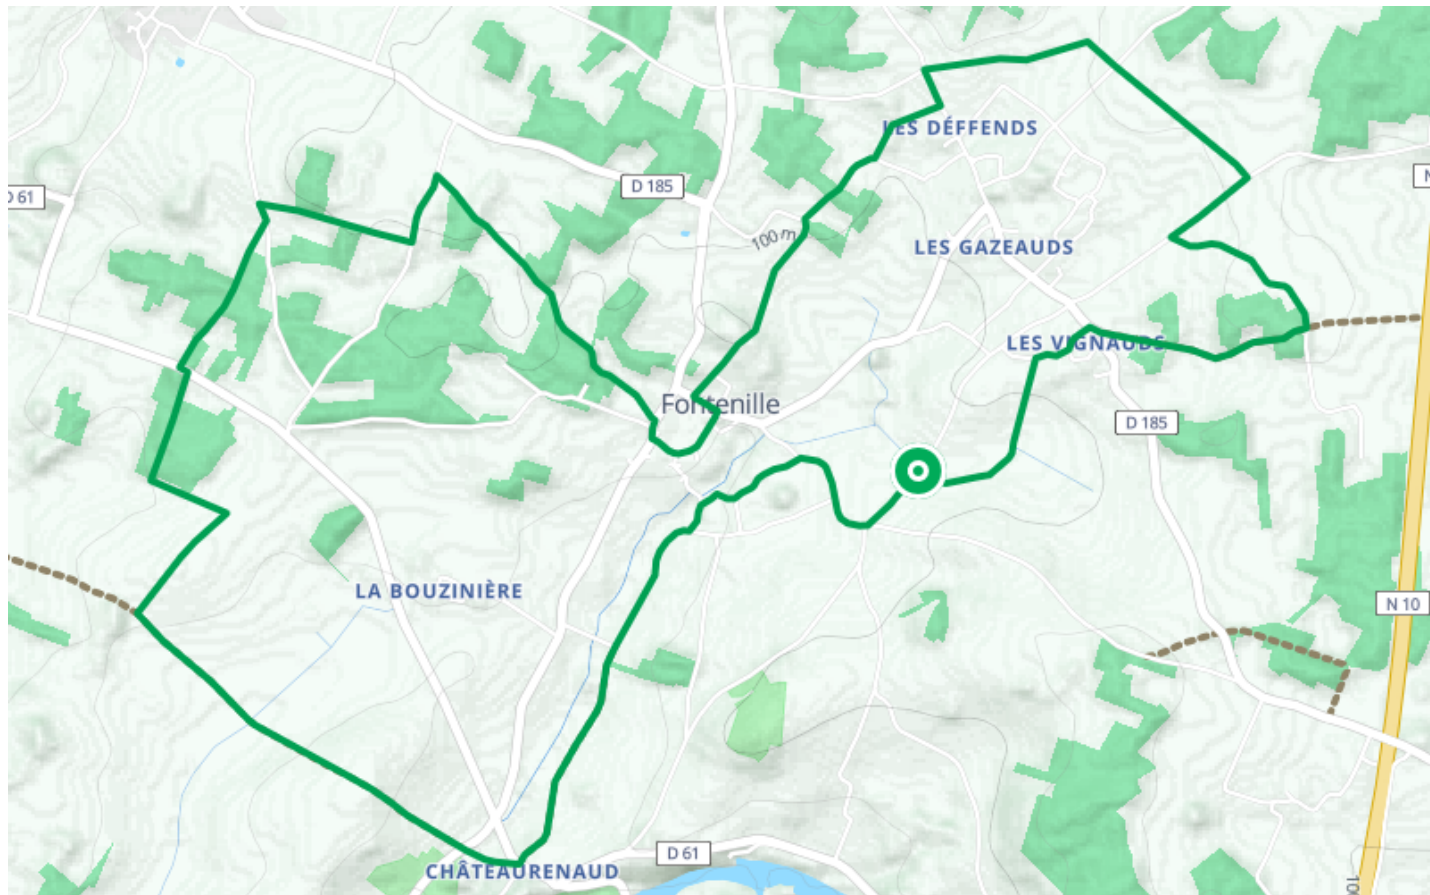 LES DÉFFENDS
D 185
D 61
100 m
LES GAZEAUDS
LES VIGNAUDS
Fontenille
D 185
LA BOUZINIÈRE
N 10
D 61
CHÂTEAURENAUD